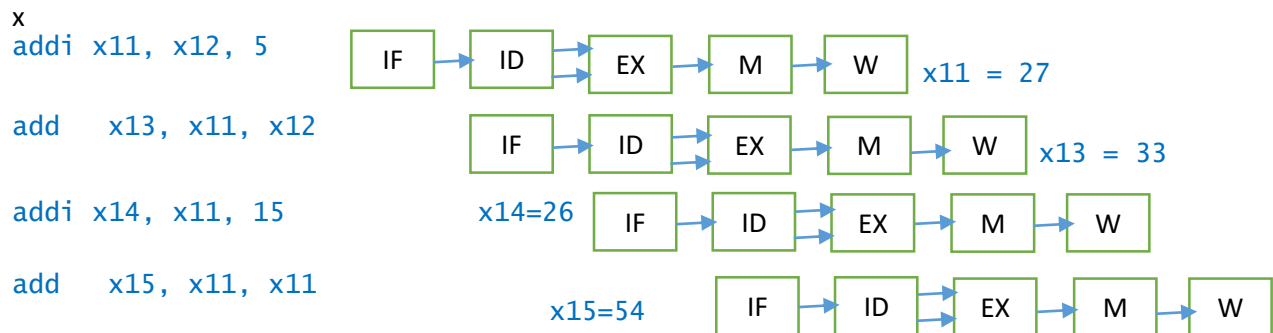 x
addi x11, x12, 5 IF ID EX M W x11 = 27
add x13, x11, x12 IF ID EX M W x13 = 33
addi x14, x11, 15 x14=26 IF ID EX M W
add x15, x11, x11 x15=54 IF ID EX M W